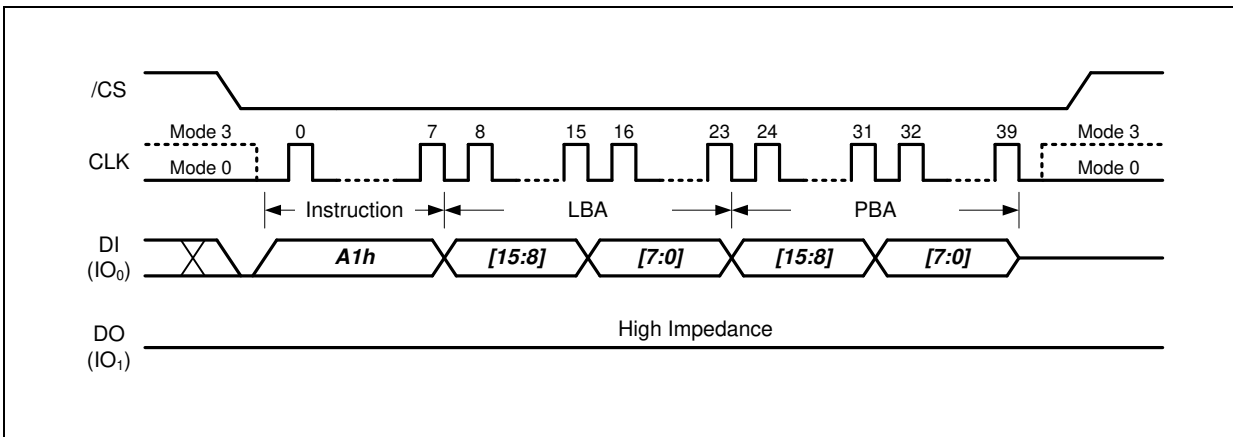 /CS
Mode 3 0 7 8 15 16 23 24 31 32 39 Mode 3
CLK
Mode 0 Mode 0
Instruction LBA PBA
DI
(IO₀)
A1h [15:8] [7:0] [15:8] [7:0]
DO
(IO₁)
High Impedance